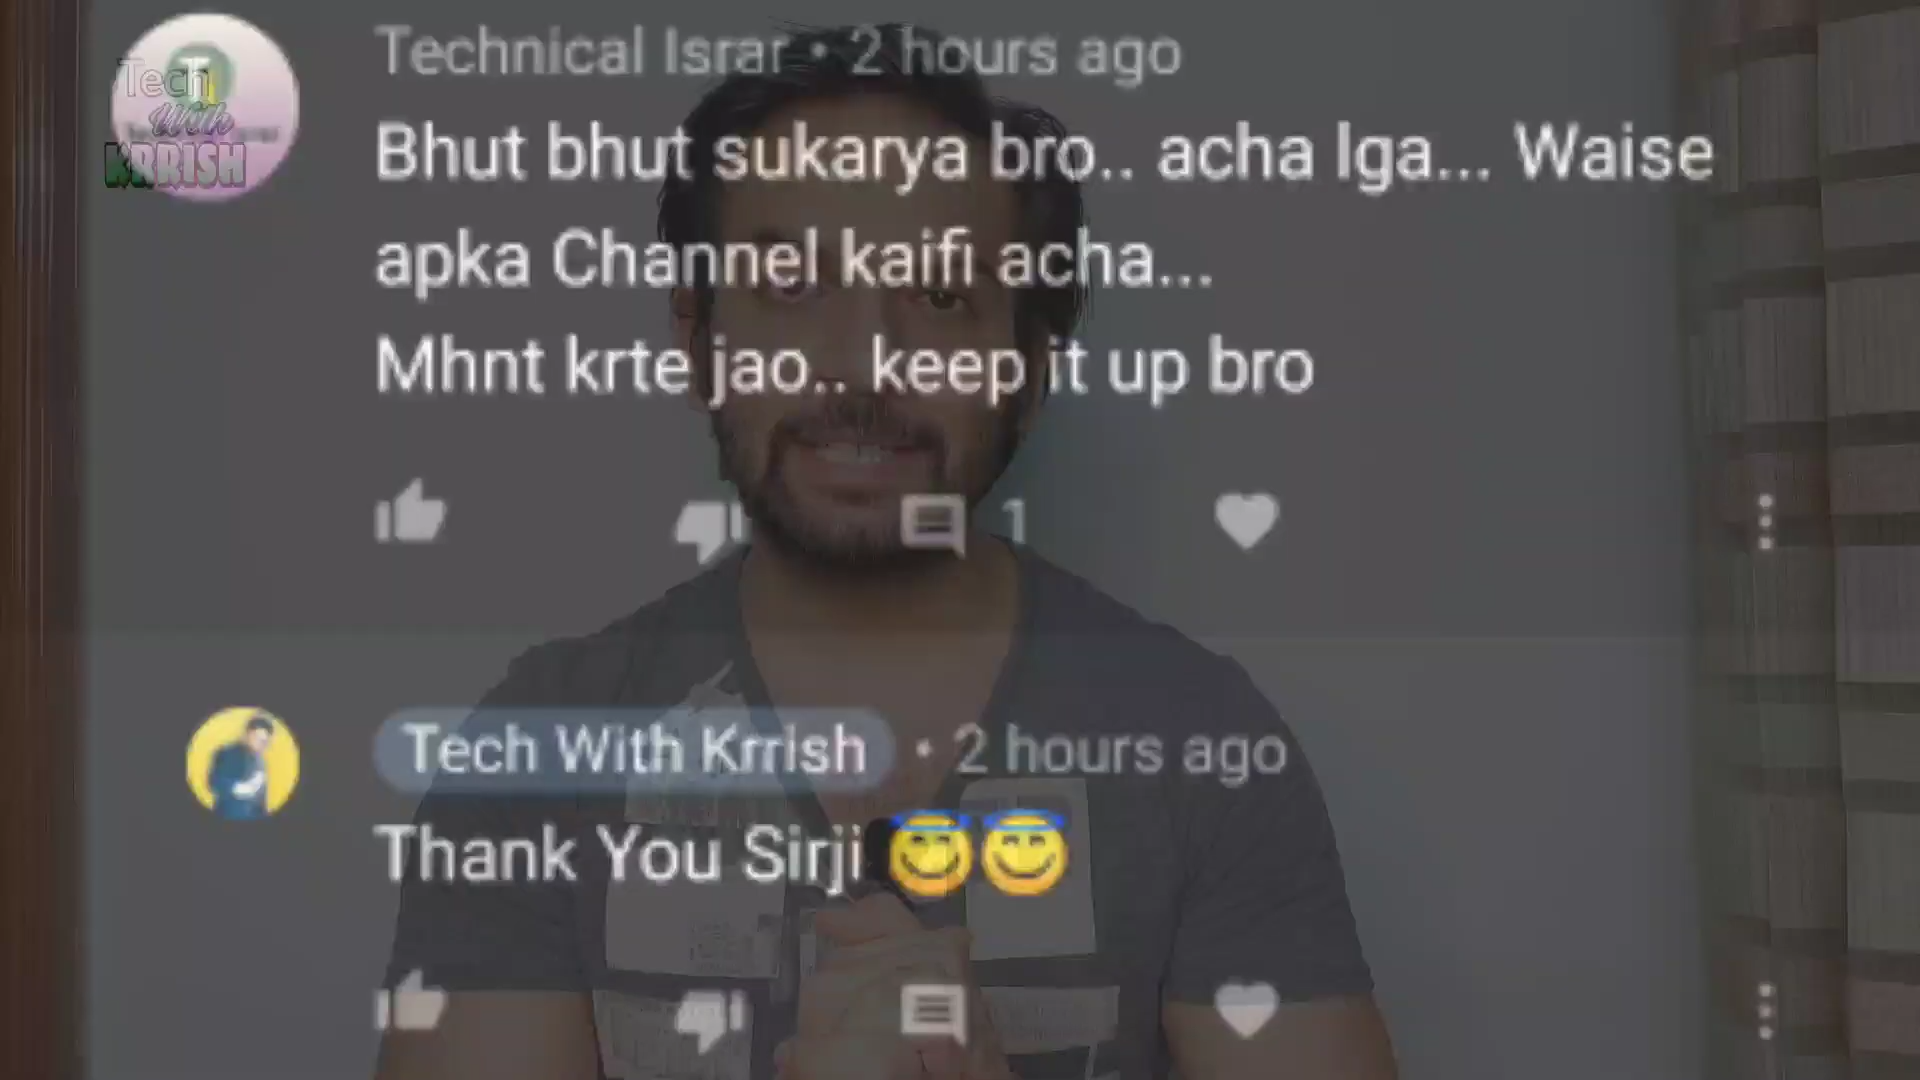 Tech
With
KRRISH
Technical Israr • 2 hours ago
Bhut bhut sukarya bro.. acha lga... Waise
apka Channel kaifi acha...
Mhnt krte jao.. keep it up bro
1
Tech With Krrish • 2 hours ago
Thank You Sirji 😇😇